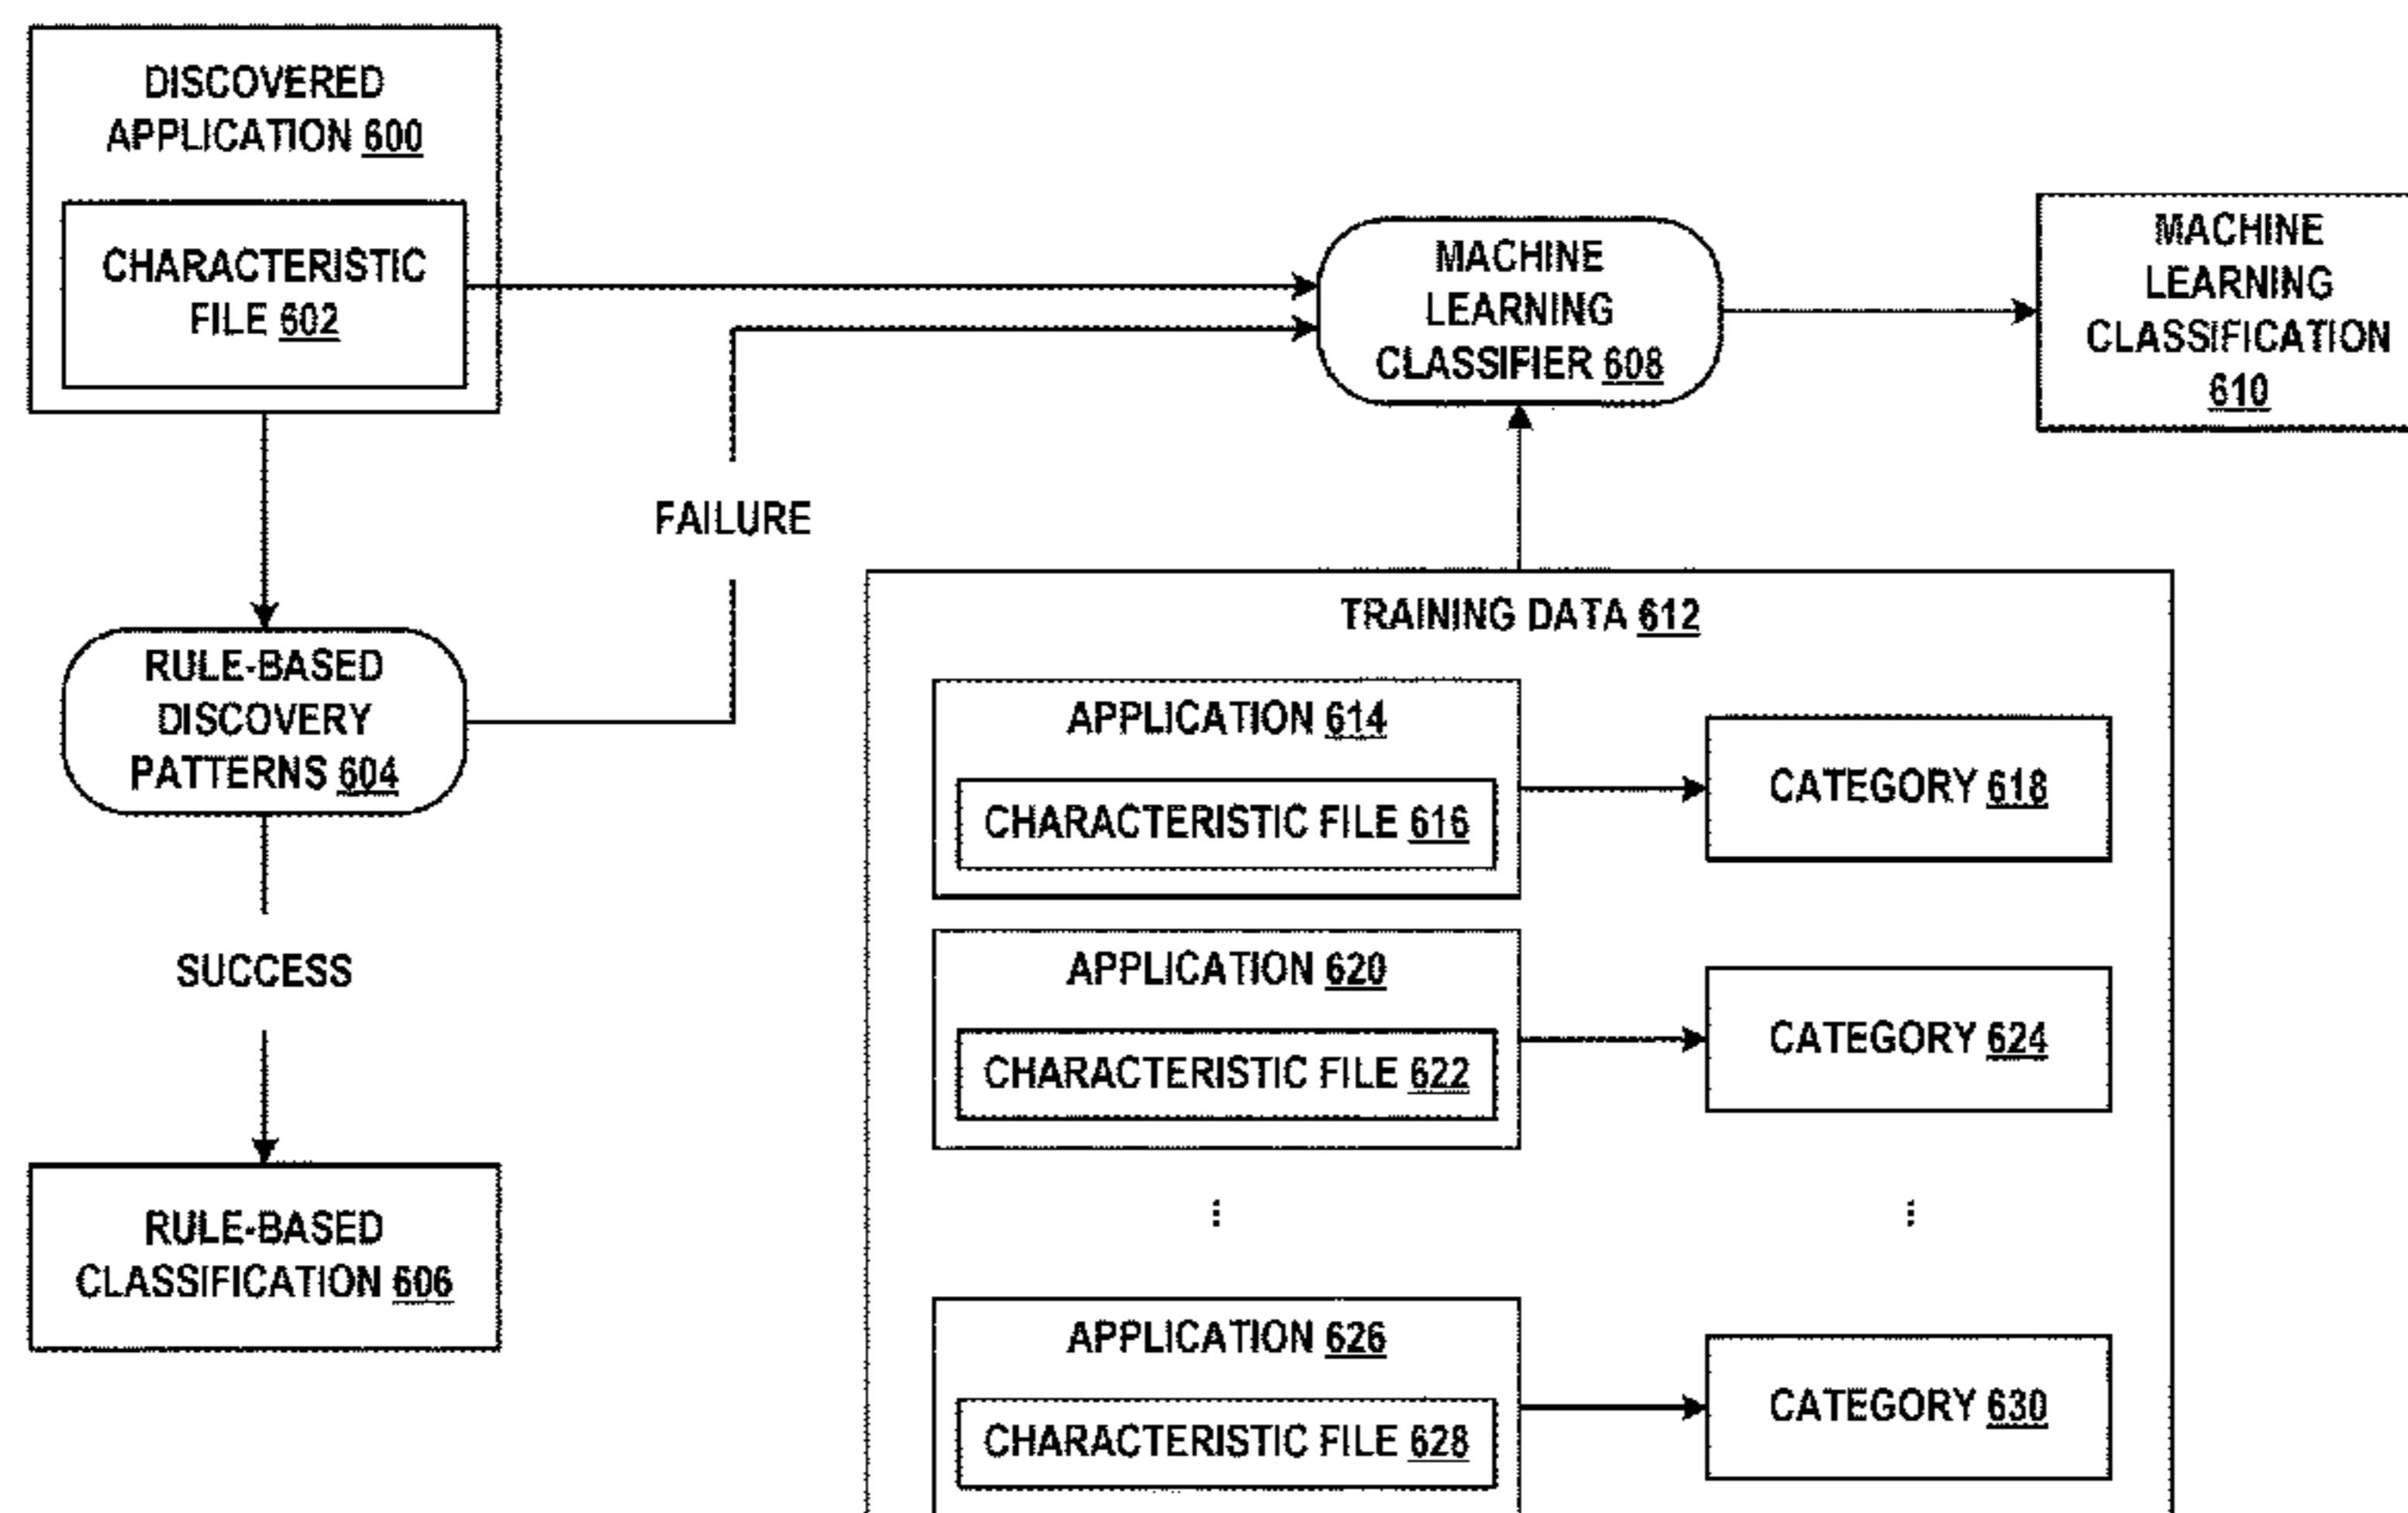 DISCOVERED
APPLICATION 600
CHARACTERISTIC
FILE 602
MACHINE
LEARNING
CLASSIFIER 608
MACHINE
LEARNING
CLASSIFICATION
610
FAILURE
RULE-BASED
DISCOVERY
PATTERNS 604
SUCCESS
RULE-BASED
CLASSIFICATION 606
TRAINING DATA 612
APPLICATION 614
CHARACTERISTIC FILE 616
CATEGORY 618
APPLICATION 620
CHARACTERISTIC FILE 622
CATEGORY 624
...
...
APPLICATION 626
CHARACTERISTIC FILE 628
CATEGORY 630